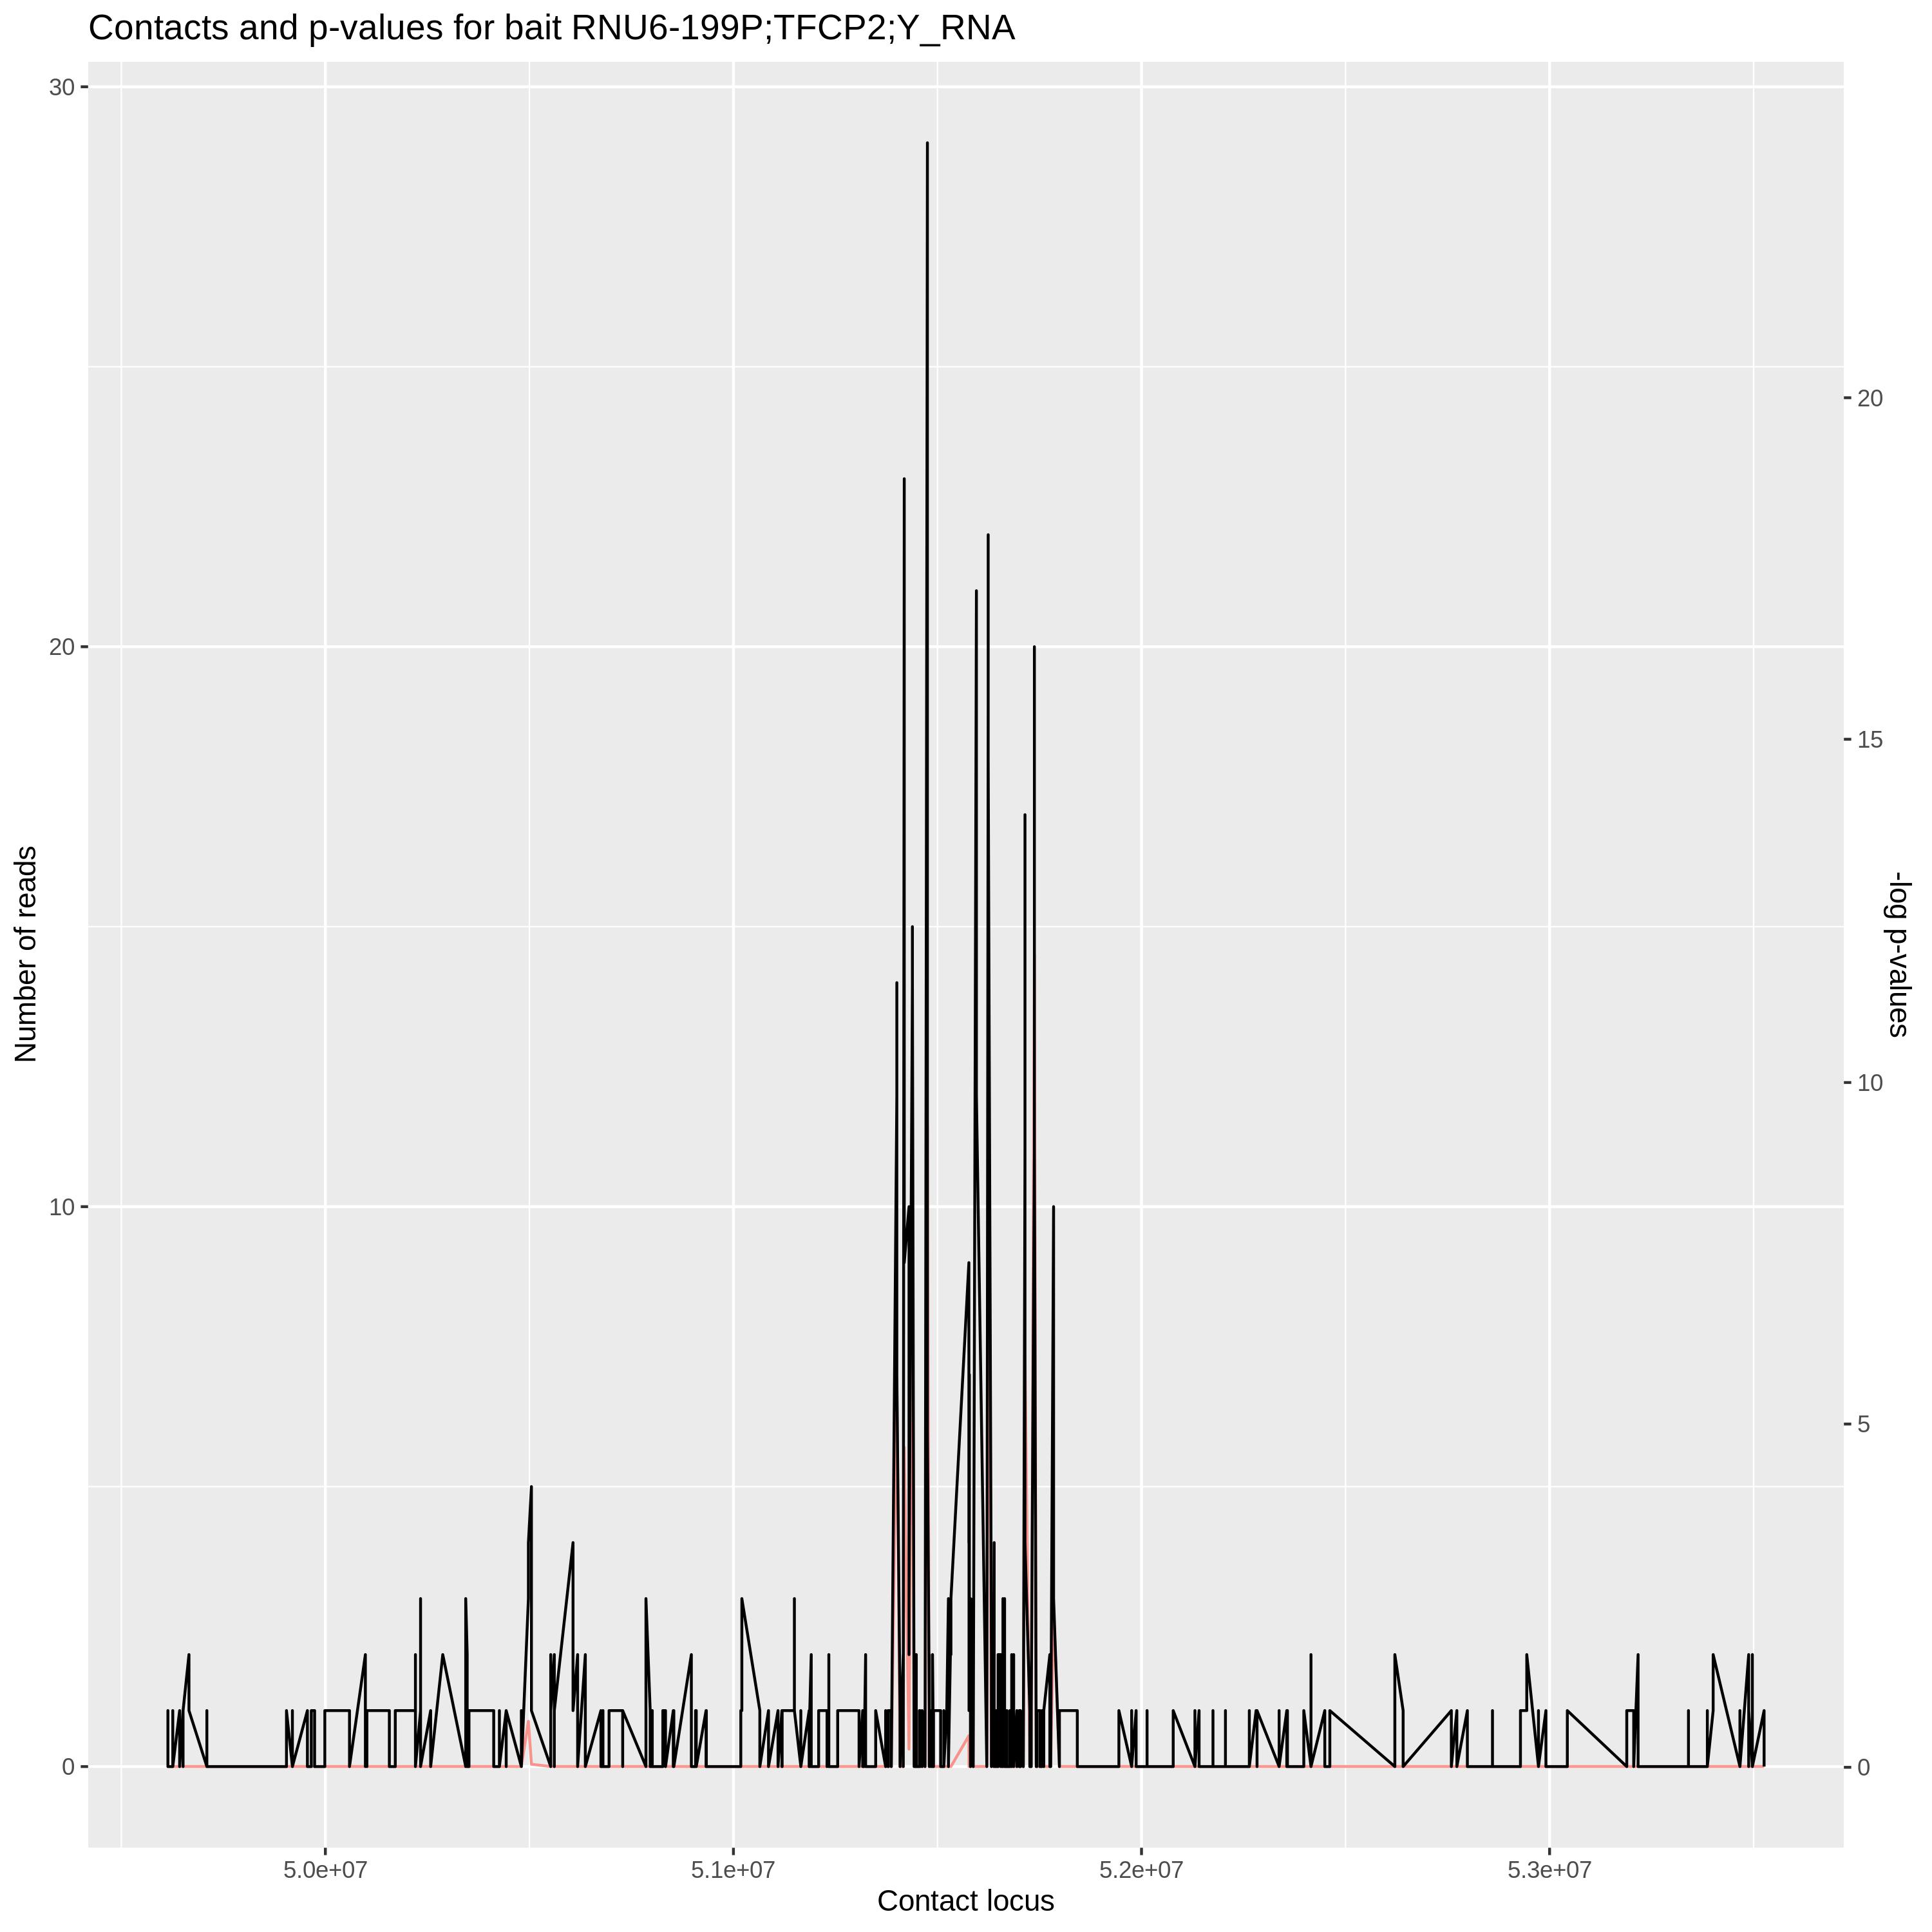 Contacts and p-values for bait RNU6-199P;TFCP2;Y_RNA
30
20
10
0
Number of reads
20
15
10
5
0
-log p-values
5.0e+07
5.1e+07
5.2e+07
5.3e+07
Contact locus